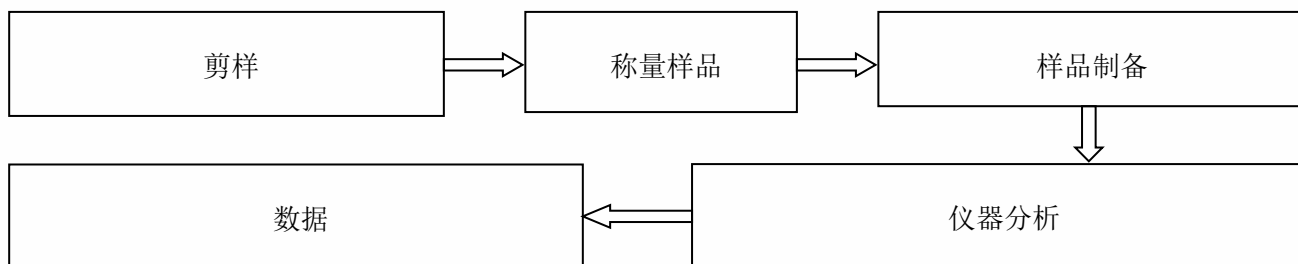 剪样
称量样品
样品制备
仪器分析
数据